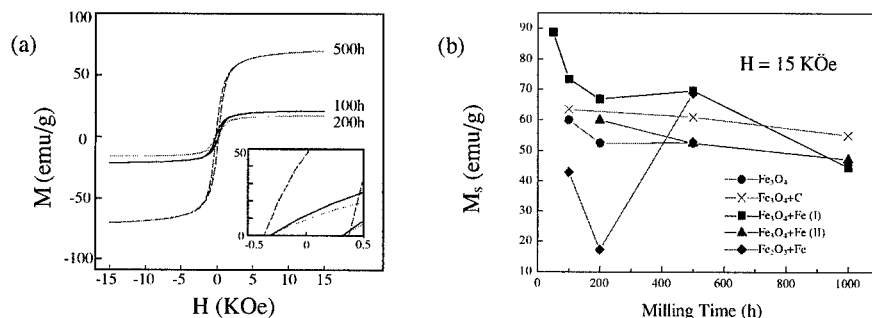 (a)
100
50
0
-50
-100
M (emu/g)
500h
100h
200h
50
0
-0.5
0
0.5
-15
-10
-5
0
5
10
15
H (KOe)
(b)
100
90
80
70
60
50
40
30
20
10
Ms (emu/g)
H = 15 KÖe
Fe3O4
Fe3O4+C
Fe3O4+Fe (I)
Fe3O4+Fe (II)
Fe2O3+Fe
0
200
400
600
800
1000
Milling Time (h)